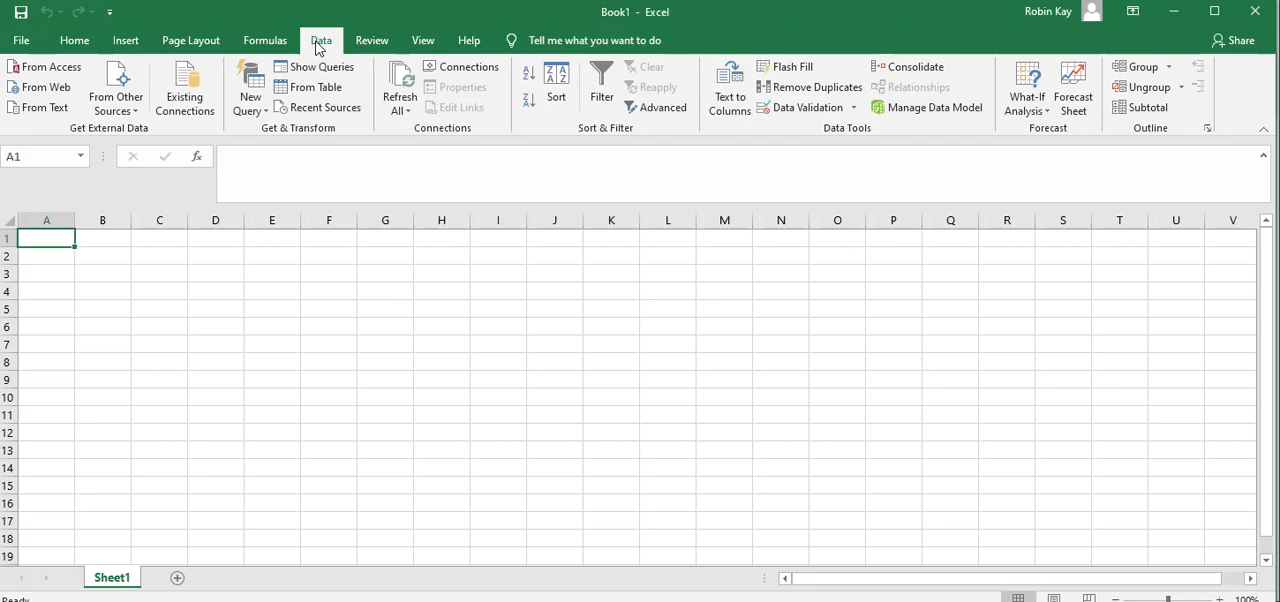 Book1 - Excel
Robin Kay
File Home Insert Page Layout Formulas Data Review View Help Tell me what you want to do Share
From Access
From Web
From Text
From Other Sources
Existing Connections
Get External Data
New Query
Show Queries
From Table
Recent Sources
Get & Transform
Refresh All
Connections
Properties
Edit Links
Connections
Sort
Filter
Clear
Reapply
Advanced
Sort & Filter
Text to Columns
Flash Fill
Remove Duplicates
Data Validation
Consolidate
Relationships
Manage Data Model
Data Tools
What-If Analysis
Forecast Sheet
Forecast
Group
Ungroup
Subtotal
Outline
A1
fx
A B C D E F G H I J K L M N O P Q R S T U V
1
2
3
4
5
6
7
8
9
10
11
12
13
14
15
16
17
18
19
Sheet1
Ready
100%